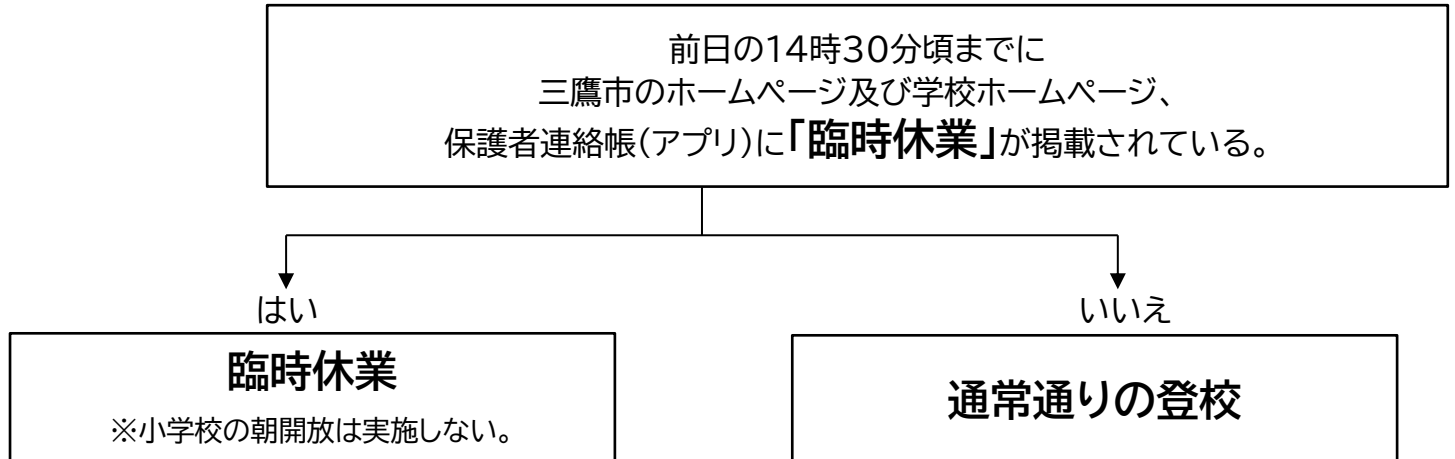 前日の14時30分頃までに
三鷹市のホームページ及び学校ホームページ、
保護者連絡帳(アプリ)に「臨時休業」が掲載されている。
はい
いいえ
臨時休業
※小学校の朝開放は実施しない。
通常通りの登校